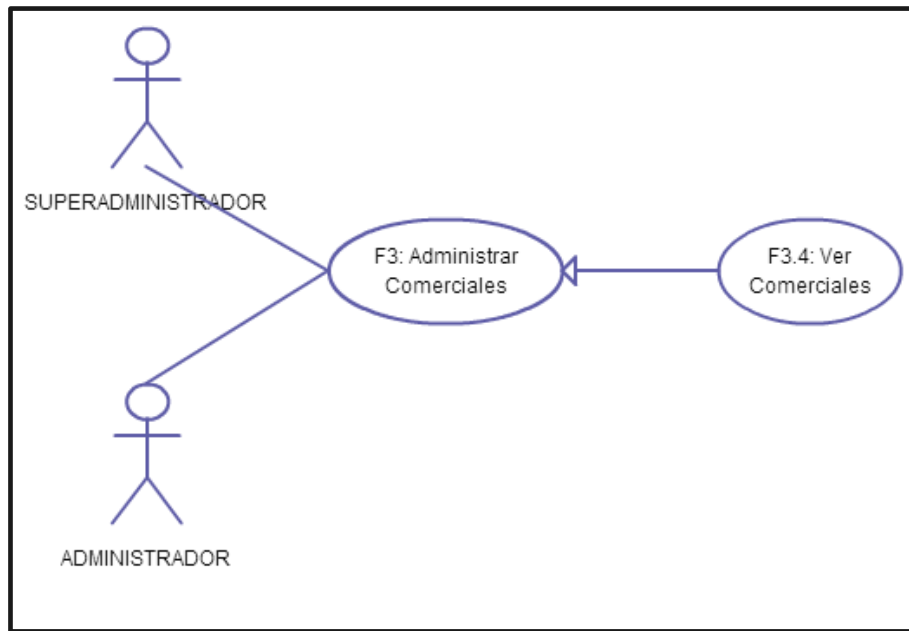 SUPERADMINISTRADOR
F3: Administrar
Comerciales
F3.4: Ver
Comerciales
ADMINISTRADOR